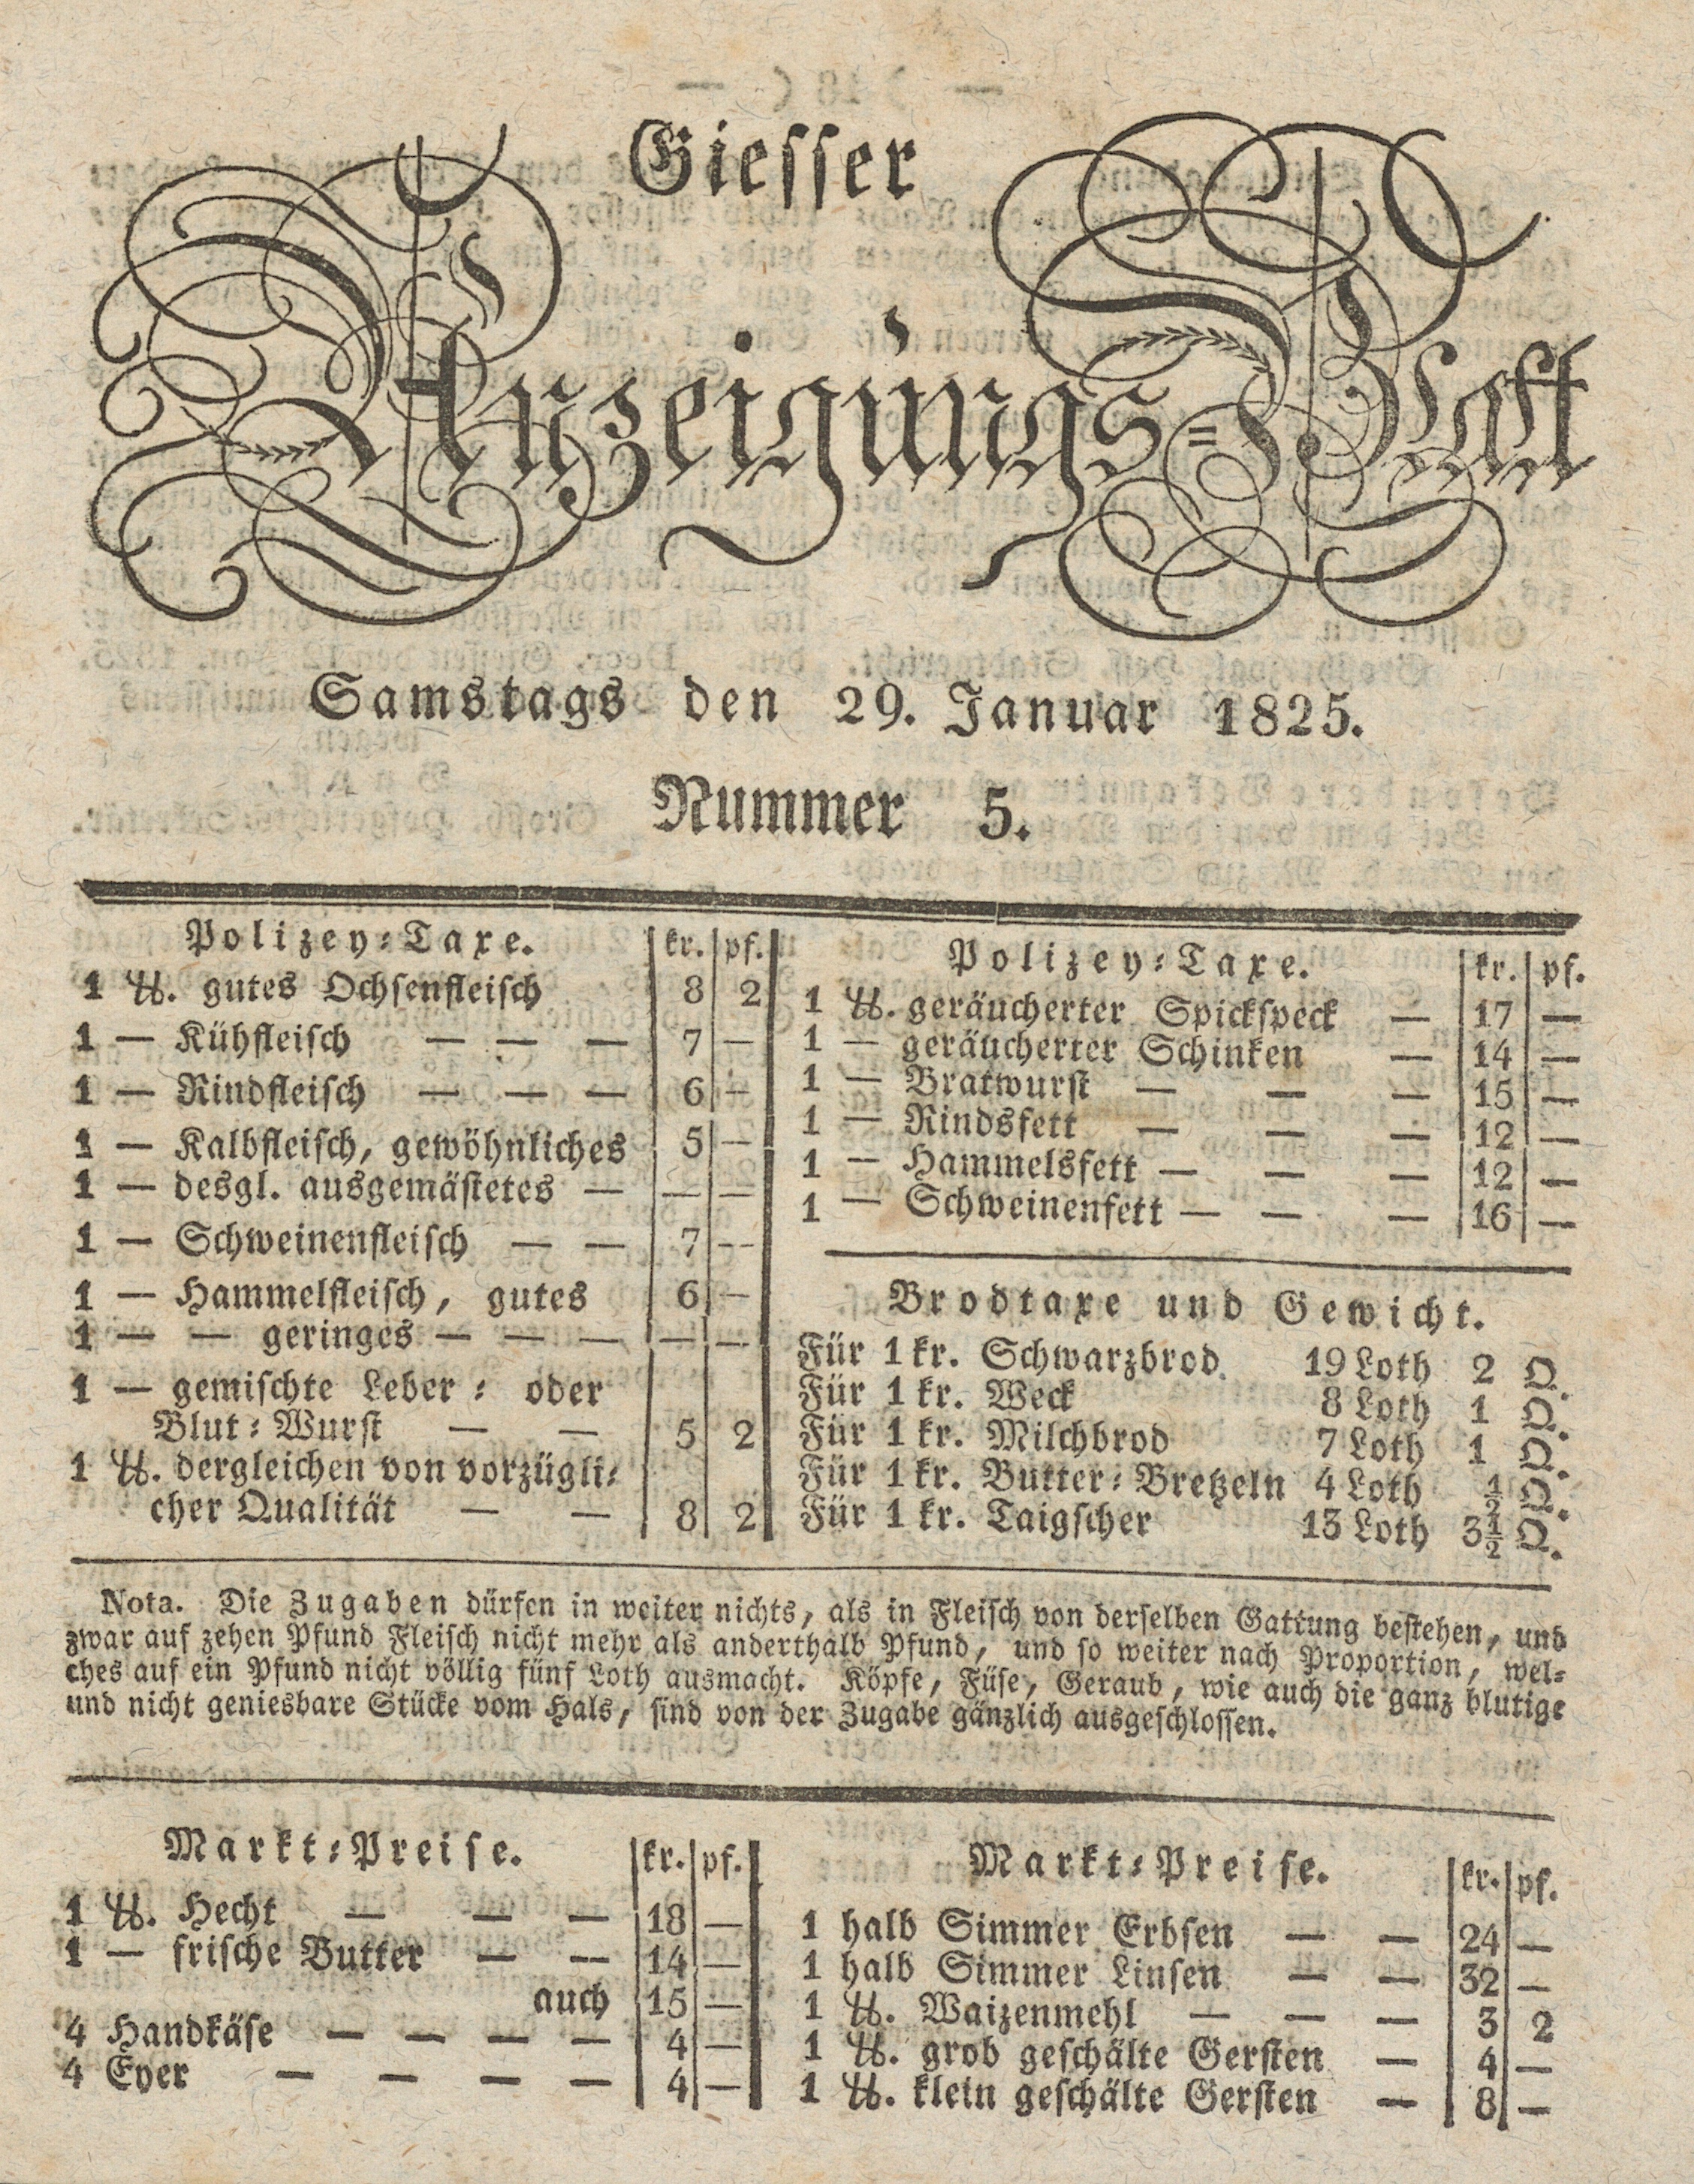 Giesser
Anzeigungs=Blatt
Samstags den 29. Januar 1825.
Nummer 5.
Polizey=Taxe. kr. pf.
1 ℔. gutes Ochsenfleisch 8 2
1 — Kühfleisch — — — 7 —
1 — Rindfleisch — — — 6 —
1 — Kalbfleisch, gewöhnliches 5 —
1 — desgl. ausgemästetes — — —
1 — Schweinenfleisch — — 7 —
1 — Hammelfleisch, gutes 6 —
1 — — geringes — — — — —
1 — gemischte Leber= oder
Blut=Wurst — — 5 2
1 ℔. dergleichen von vorzügli=
cher Qualität — — 8 2
Polizey=Taxe. kr. pf.
1 ℔. geräucherter Spickspeck — 17 —
1 — geräucherter Schinken — 14 —
1 — Bratwurst — — — 15 —
1 — Rindsfett — — — 12 —
1 — Hammelsfett — — — 12 —
1 — Schweinenfett — — — 16 —
Brodtaxe und Gewicht.
Für 1 kr. Schwarzbrod 19 Loth 2 Q.
Für 1 kr. Weck 8 Loth 1 Q.
Für 1 kr. Milchbrod 7 Loth 1 Q.
Für 1 kr. Butter=Bretzeln 4 Loth ½ Q.
Für 1 kr. Taigscher 13 Loth 3½ Q.
Nota. Die Zugaben dürfen in weiter nichts, als in Fleisch von derselben Gattung bestehen, und
zwar auf zehen Pfund Fleisch nicht mehr als anderthalb Pfund, und so weiter nach Proportion, wel=
ches auf ein Pfund nicht völlig fünf Loth ausmacht. Köpfe, Füse, Geraub, wie auch die ganz blutige
und nicht geniesbare Stücke vom Hals, sind von der Zugabe gänzlich ausgeschlossen.
Markt=Preise. kr. pf.
1 ℔. Hecht — — — 18 —
1 — frische Butter — — 14 —
auch 15 —
4 Handkäse — — — — 4 —
4 Eyer — — — — 4 —
Markt=Preise. kr. pf.
1 halb Simmer Erbsen — — 24 —
1 halb Simmer Linsen — — 32 —
1 ℔. Waizenmehl — — — 3 2
1 ℔. grob geschälte Gersten — 4 —
1 ℔. klein geschälte Gersten — 8 —